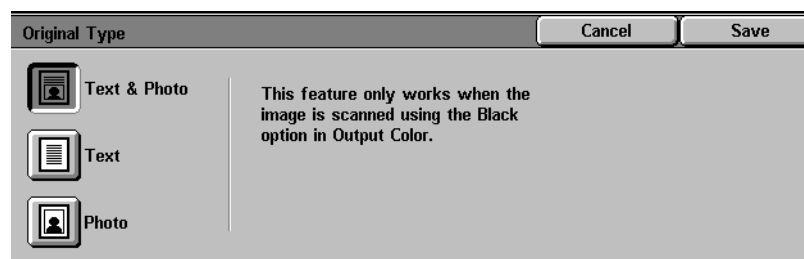 Original Type
Cancel
Save
Text & Photo
Text
Photo
This feature only works when the
image is scanned using the Black
option in Output Color.